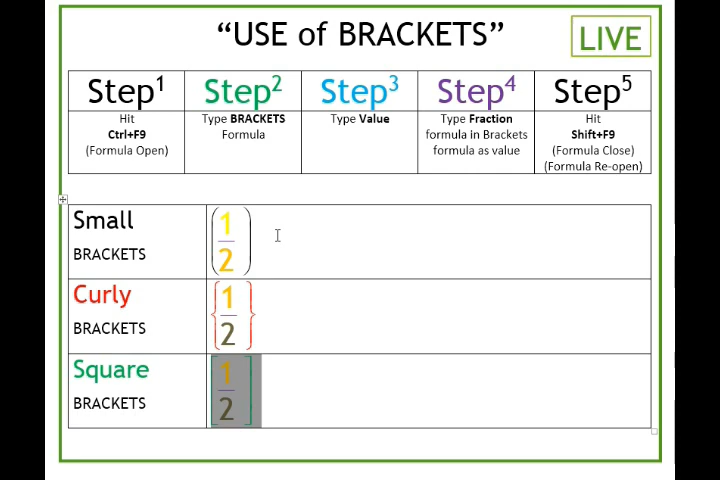 “USE of BRACKETS”
LIVE
Step1 Step2 Step3 Step4 Step5
Hit Type BRACKETS Type Value Type Fraction Hit
Ctrl+F9 Formula formula in Brackets Shift+F9
(Formula Open) formula as value (Formula Close)
(Formula Re-open)
Small
BRACKETS
(1/2)
Curly
BRACKETS
{1/2}
Square
BRACKETS
[1/2]